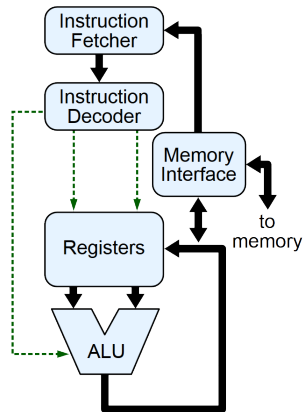 Instruction
Fetcher
Instruction
Decoder
Memory
Interface
to
memory
Registers
ALU